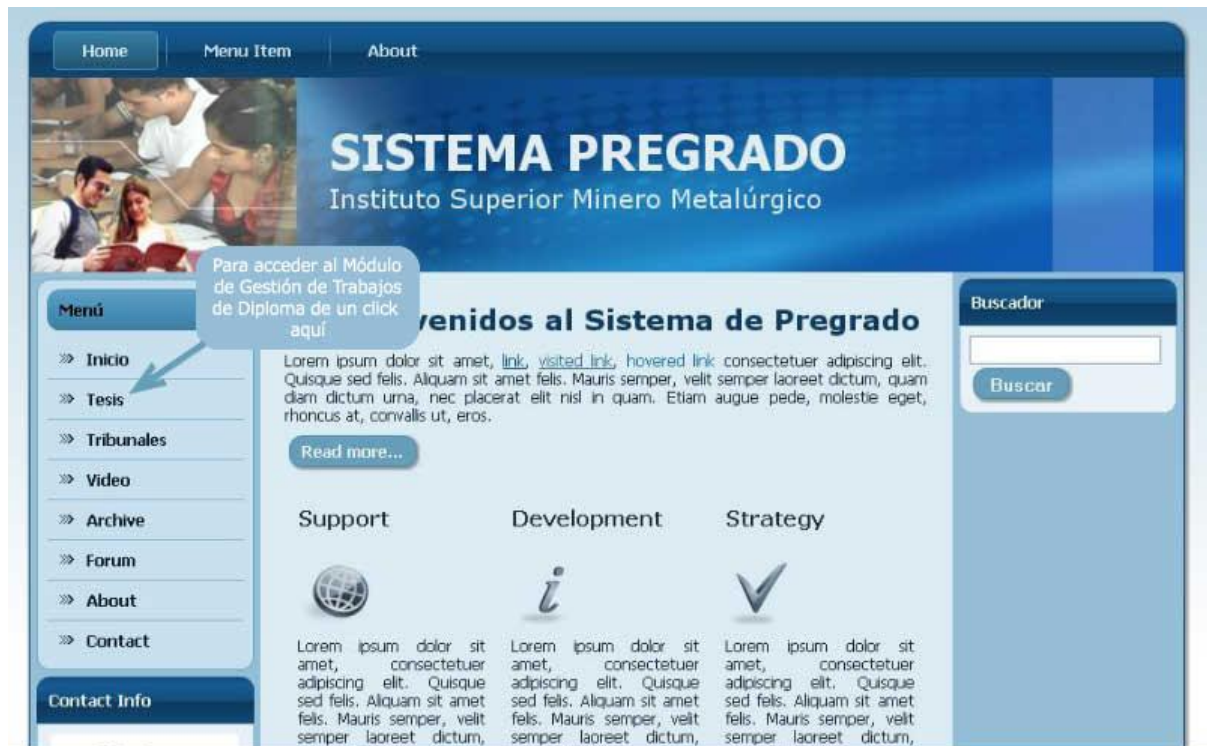 Home Menu Item About
SISTEMA PREGRADO
Instituto Superior Minero Metalúrgico
Para acceder al Módulo
de Gestión de Trabajos
de Diploma de un click
aquí
Menú
»» Inicio
»» Tesis
»» Tribunales
»» Video
»» Archive
»» Forum
»» About
»» Contact
Contact Info
venidos al Sistema de Pregrado
Lorem ipsum dolor sit amet, link, visited link, hovered link consectetuer adipiscing elit.
Quisque sed felis. Aliquam sit amet felis. Mauris semper, velit semper laoreet dictum, quam
diam dictum urna, nec placerat elit nisl in quam. Etiam augue pede, molestie eget,
rhoncus at, convallis ut, eros.
Read more...
Support
Lorem ipsum dolor sit
amet, consectetuer
adipiscing elit. Quisque
sed felis. Aliquam sit amet
felis. Mauris semper, velit
semper laoreet dictum,
Development
Lorem ipsum dolor sit
amet, consectetuer
adipiscing elit. Quisque
sed felis. Aliquam sit amet
felis. Mauris semper, velit
semper laoreet dictum,
Strategy
Lorem ipsum dolor sit
amet, consectetuer
adipiscing elit. Quisque
sed felis. Aliquam sit amet
felis. Mauris semper, velit
semper laoreet dictum,
Buscador
Buscar